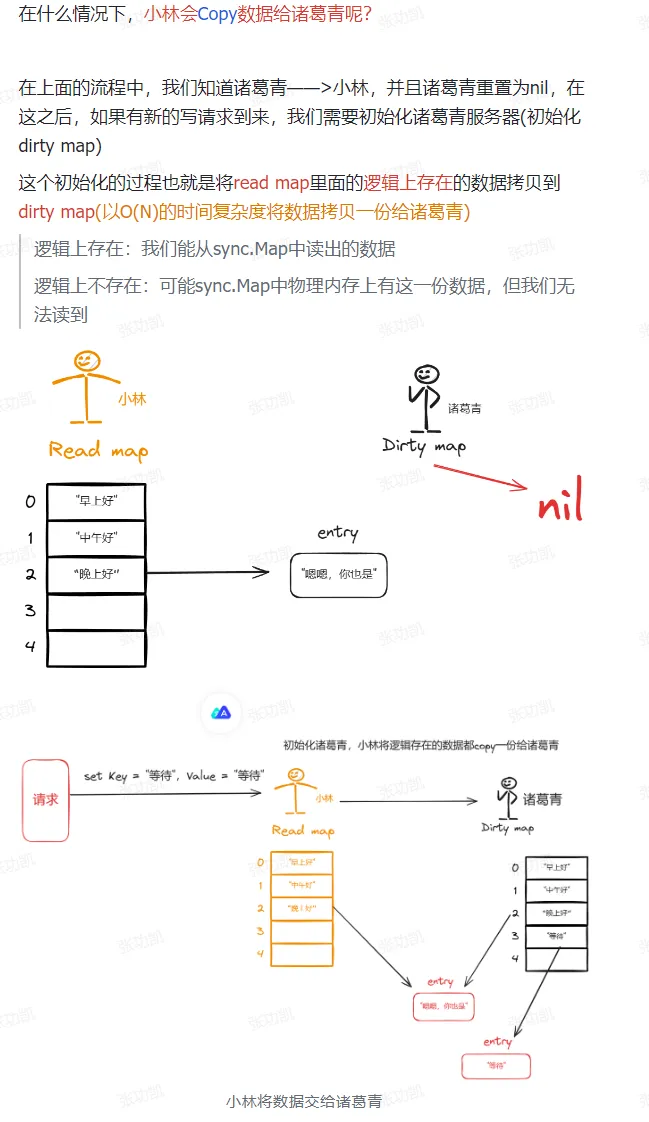 在什么情况下，小林会Copy数据给诸葛青呢？
在上面的流程中，我们知道诸葛青——>小林，并且诸葛青重置为nil，在
这之后，如果有新的写请求到来，我们需要初始化诸葛青服务器(初始化
dirty map)
这个初始化的过程也就是将read map里面的逻辑上存在的数据拷贝到
dirty map(以O(N)的时间复杂度将数据拷贝一份给诸葛青)
逻辑上存在：我们能从sync.Map中读出的数据
逻辑上不存在：可能sync.Map中物理内存上有这一份数据，但我们无
法读到
小林
诸葛青
Read map
Dirty map
nil
0 "早上好"
1 "中午好"
2 "晚上好"
3
4
entry
"嗯嗯，你也是"
初始化诸葛青，小林将逻辑存在的数据都copy一份给诸葛青
请求
set Key = "等待"，Value = "等待"
小林
诸葛青
Read map
Dirty map
0 "早上好"
1 "中午好"
2 "晚上好"
3
4
0 "早上好"
1 "中午好"
2 "晚上好"
3 "等待"
4
entry
"嗯嗯，你也是"
entry
"等待"
小林将数据交给诸葛青
张功凯